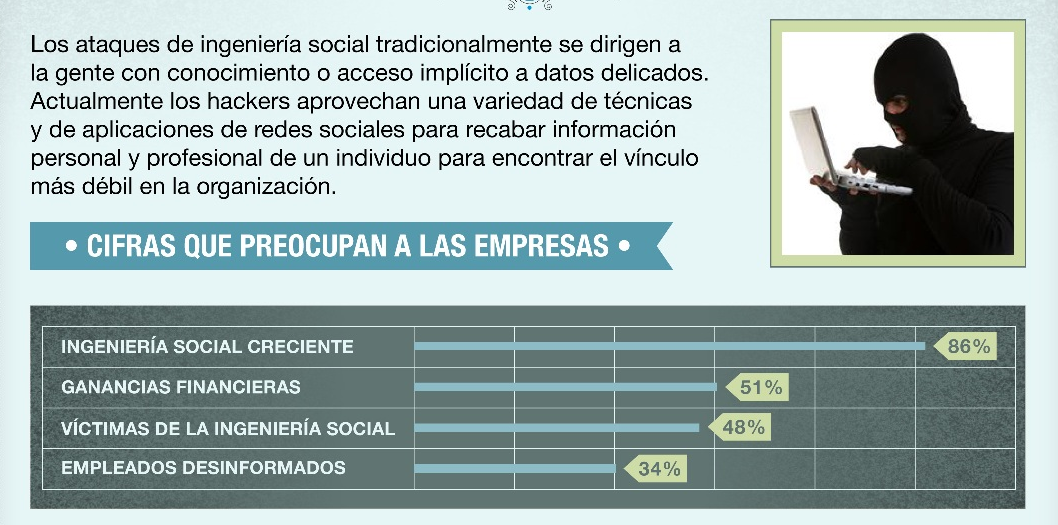 Los ataques de ingeniería social tradicionalmente se dirigen a
la gente con conocimiento o acceso implícito a datos delicados.
Actualmente los hackers aprovechan una variedad de técnicas
y de aplicaciones de redes sociales para recabar información
personal y profesional de un individuo para encontrar el vínculo
más débil en la organización.
• CIFRAS QUE PREOCUPAN A LAS EMPRESAS •
INGENIERÍA SOCIAL CRECIENTE 86%
GANANCIAS FINANCIERAS 51%
VÍCTIMAS DE LA INGENIERÍA SOCIAL 48%
EMPLEADOS DESINFORMADOS 34%